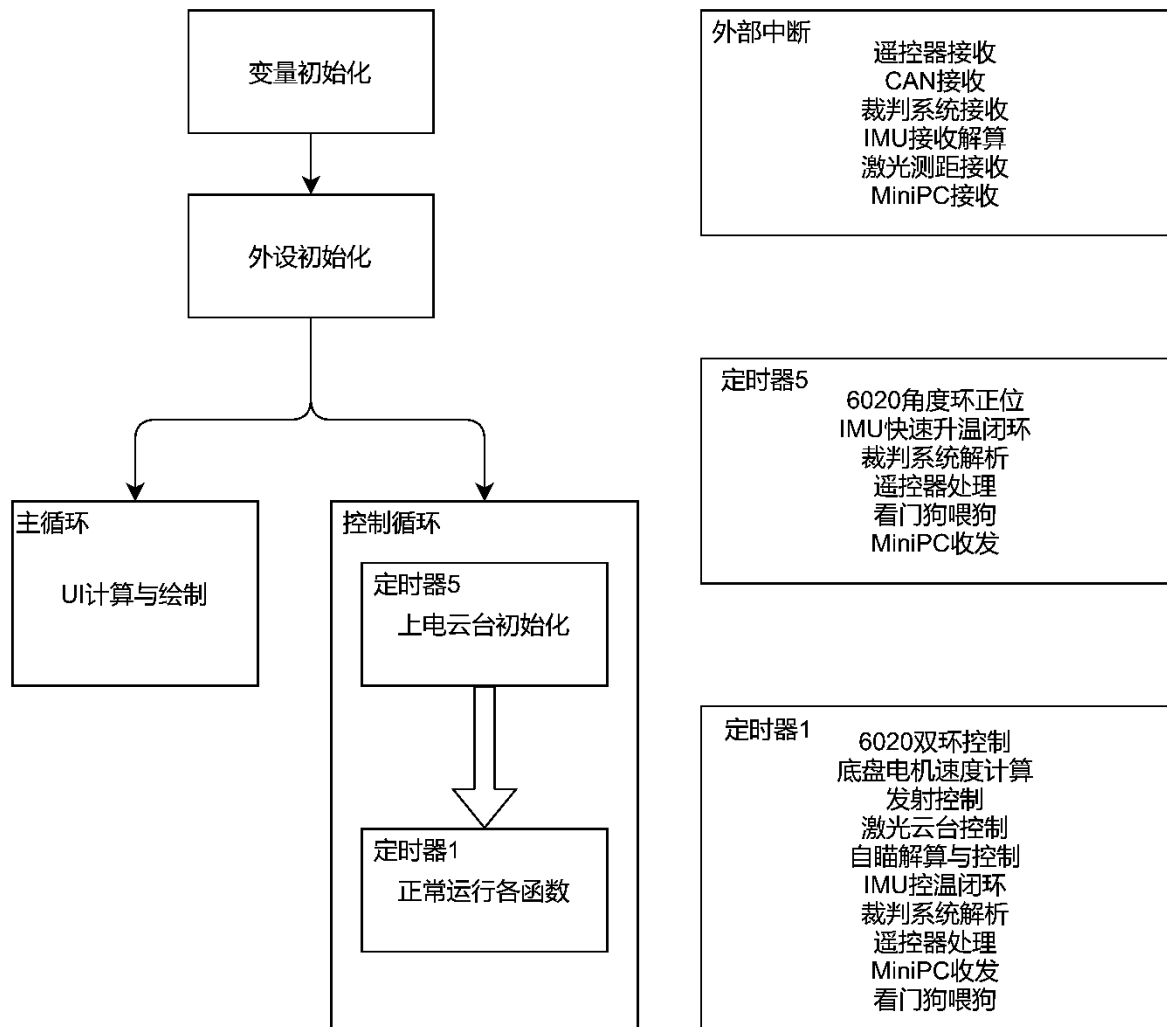 变量初始化
外设初始化
主循环
UI计算与绘制
控制循环
定时器5
上电云台初始化
定时器1
正常运行各函数
外部中断
遥控器接收
CAN接收
裁判系统接收
IMU接收解算
激光测距接收
MiniPC接收
定时器5
6020角度环正位
IMU快速升温闭环
裁判系统解析
遥控器处理
看门狗喂狗
MiniPC收发
定时器1
6020双环控制
底盘电机速度计算
发射控制
激光云台控制
自瞄解算与控制
IMU控温闭环
裁判系统解析
遥控器处理
MiniPC收发
看门狗喂狗